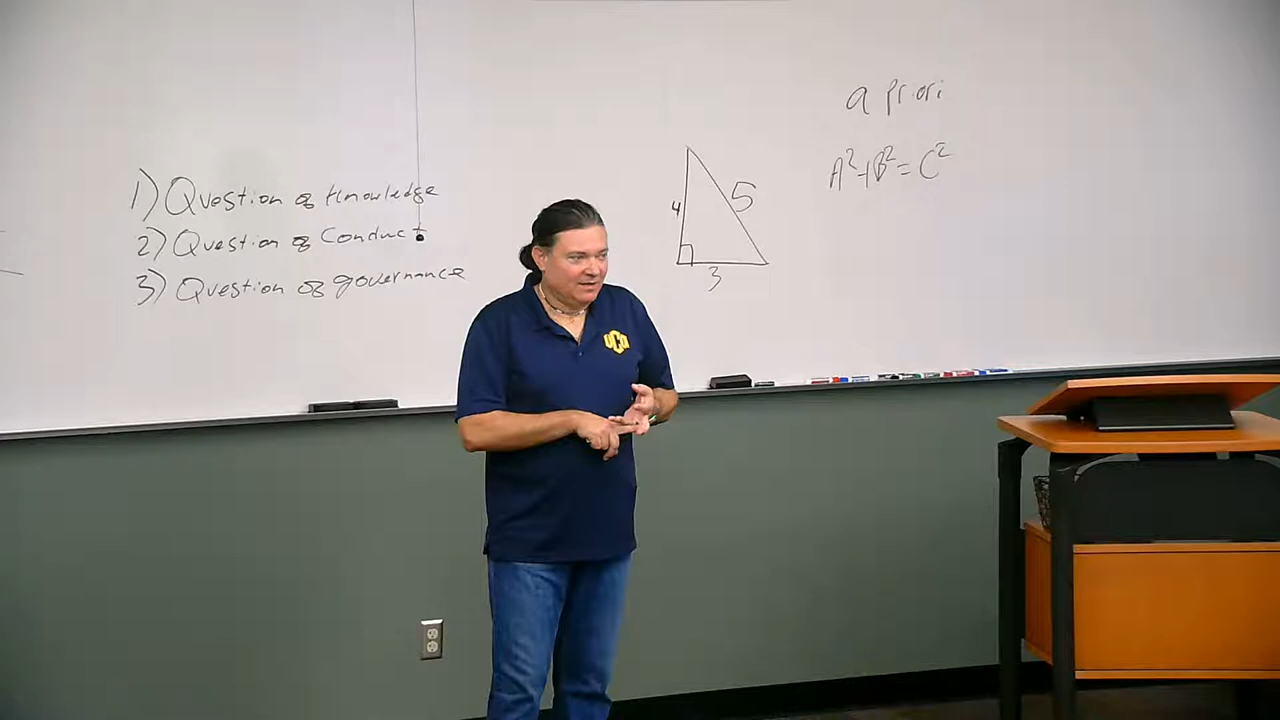 1) Question of Knowledge
2) Question of Conduct
3) Question of governance
4
5
3
a Priori
A²+B²=C²
UCO